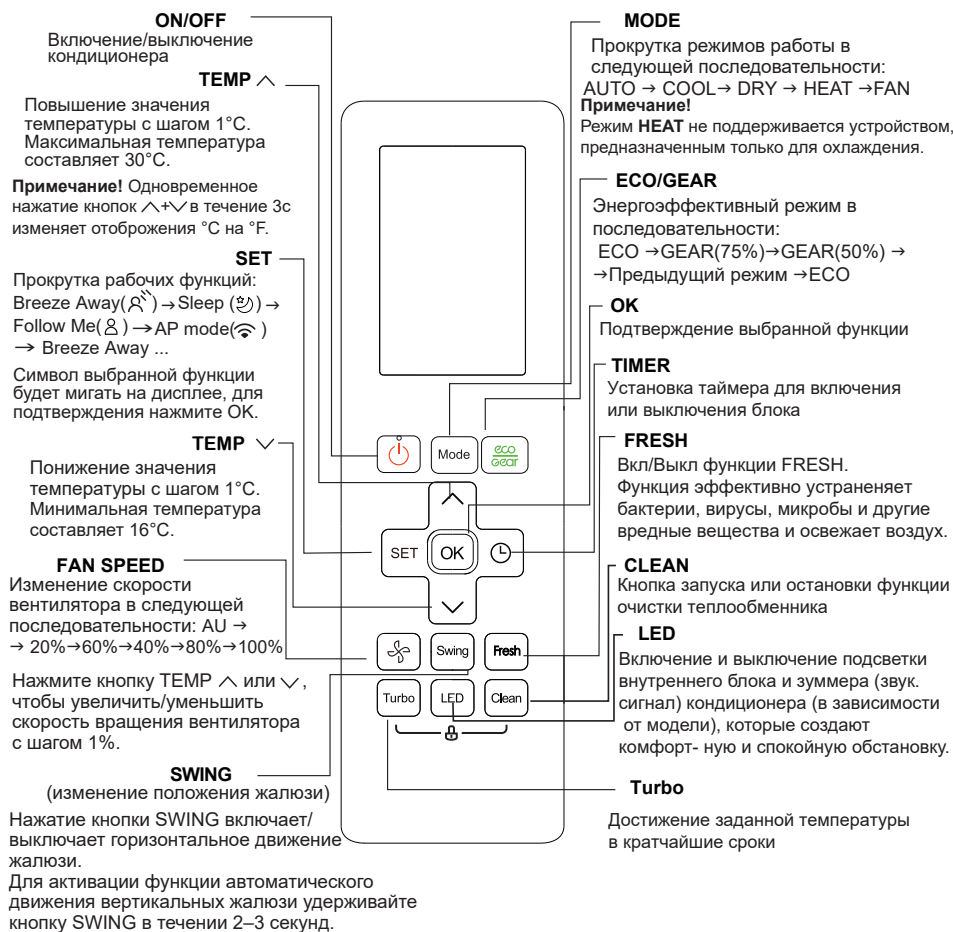 ON/OFF
Включение/выключение
кондиционера
TEMP ︿
Повышение значения
температуры с шагом 1°C.
Максимальная температура
составляет 30°C.
Примечание! Одновременное
нажатие кнопок ︿+﹀в течение 3с
изменяет отоброжения °C на °F.
SET
Прокрутка рабочих функций:
Breeze Away( ) → Sleep ( ) →
Follow Me( ) → AP mode( )
→ Breeze Away ...
Символ выбранной функции
будет мигать на дисплее, для
подтверждения нажмите OK.
TEMP ﹀
Понижение значения
температуры с шагом 1°C.
Минимальная температура
составляет 16°C.
FAN SPEED
Изменение скорости
вентилятора в следующей
последовательности: AU →
→ 20%→60%→40%→80%→100%
Нажмите кнопку TEMP ︿ или ﹀,
чтобы увеличить/уменьшить
скорость вращения вентилятора
с шагом 1%.
SWING
(изменение положения жалюзи)
Нажатие кнопки SWING включает/
выключает горизонтальное движение
жалюзи.
Для активации функции автоматического
движения вертикальных жалюзи удерживайте
кнопку SWING в течении 2–3 секунд.
Mode
eco
Gear
SET
OK
Swing
Fresh
Turbo
LED
Clean
MODE
Прокрутка режимов работы в
следующей последовательности:
AUTO → COOL→ DRY → HEAT →FAN
Примечание!
Режим HEAT не поддерживается устройством,
предназначенным только для охлаждения.
ECO/GEAR
Энергоэффективный режим в
последовательности:
ECO →GEAR(75%)→GEAR(50%) →
→Предыдущий режим →ECO
OK
Подтверждение выбранной функции
TIMER
Установка таймера для включения
или выключения блока
FRESH
Вкл/Выкл функции FRESH.
Функция эффективно устраненяет
бактерии, вирусы, микробы и другие
вредные вещества и освежает воздух.
CLEAN
Кнопка запуска или остановки функции
очистки теплообменника
LED
Включение и выключение подсветки
внутреннего блока и зуммера (звук.
сигнал) кондиционера (в зависимости
от модели), которые создают
комфорт- ную и спокойную обстановку.
Turbo
Достижение заданной температуры
в кратчайшие сроки